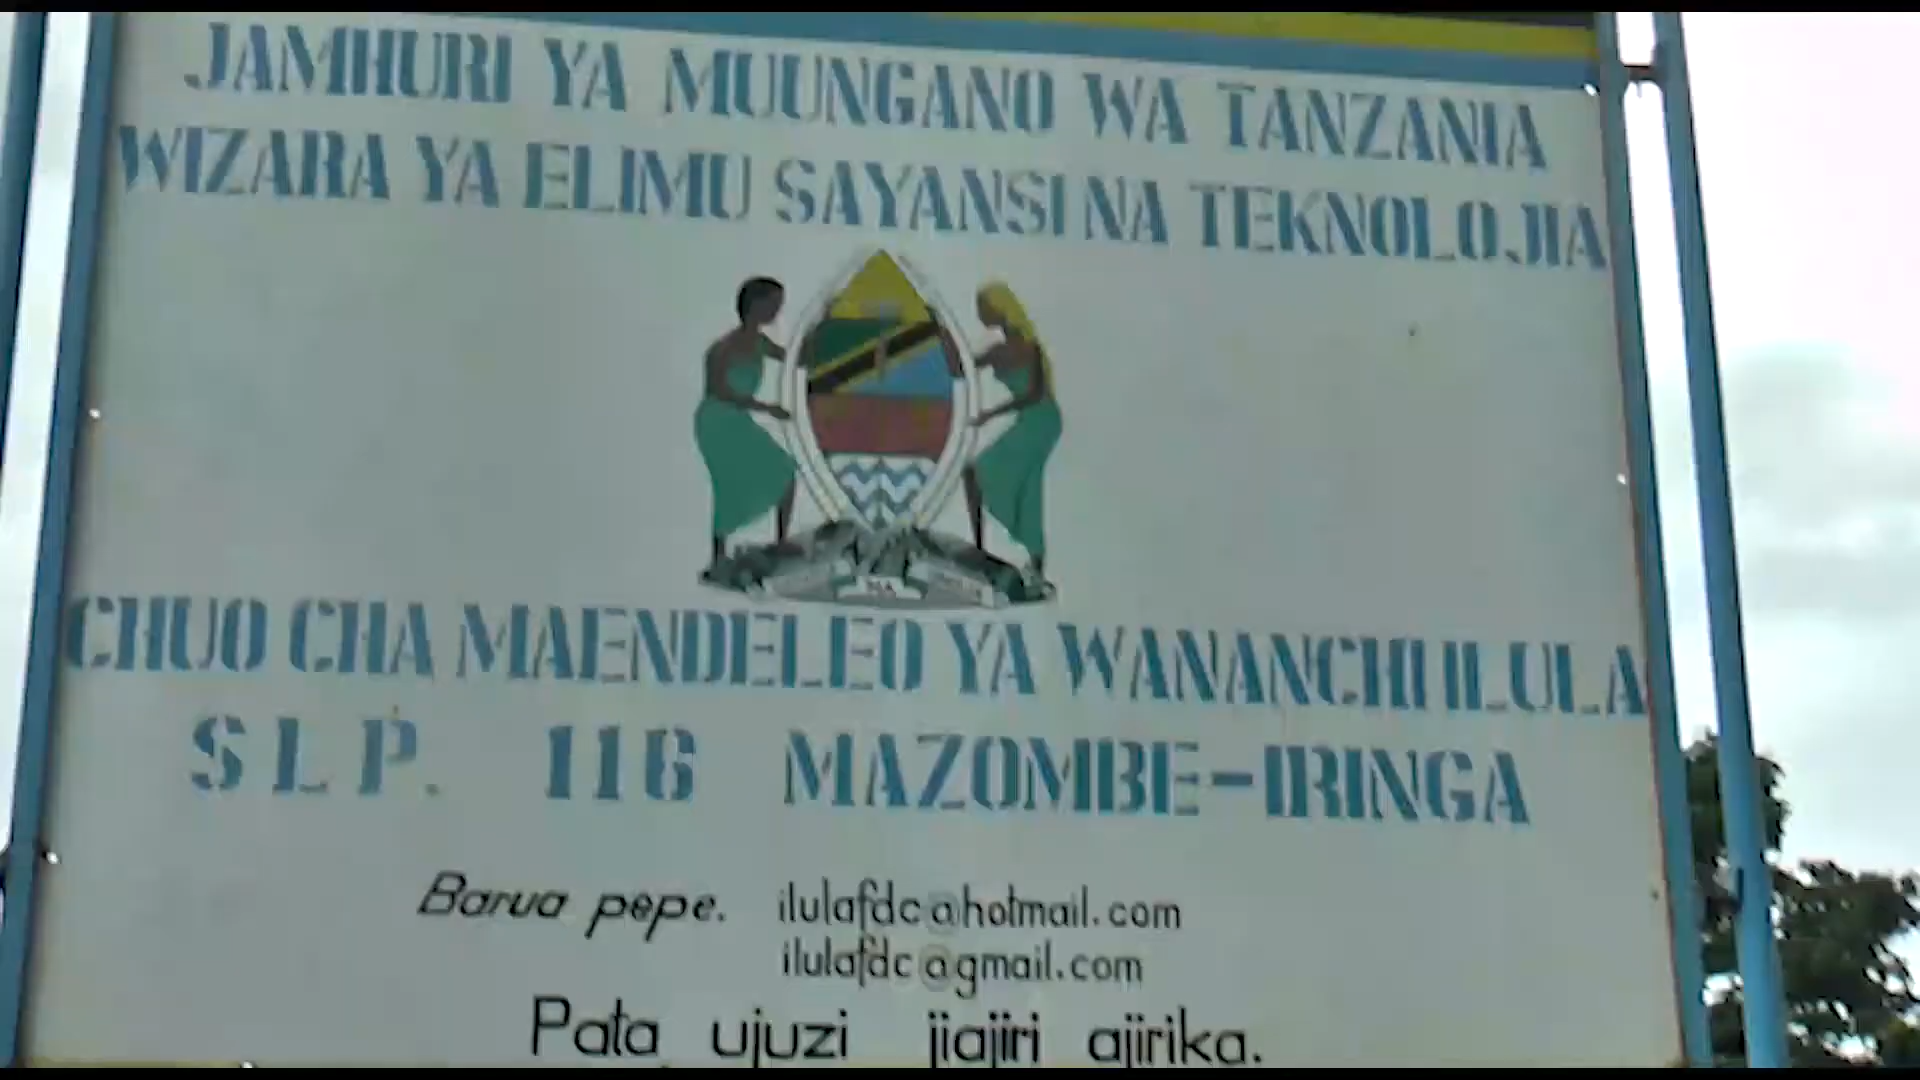 JAMHURI YA MUUNGANO WA TANZANIA
WIZARA YA ELIMU SAYANSI NA TEKNOLOJIA
CHUO CHA MAENDELEO YA WANANCHI ILULA
S L P. 116 MAZOMBE-IRINGA
Barua pepe. ilulafdc@hotmail.com
ilulafdc@gmail.com
Pata ujuzi jiajiri ajirika.